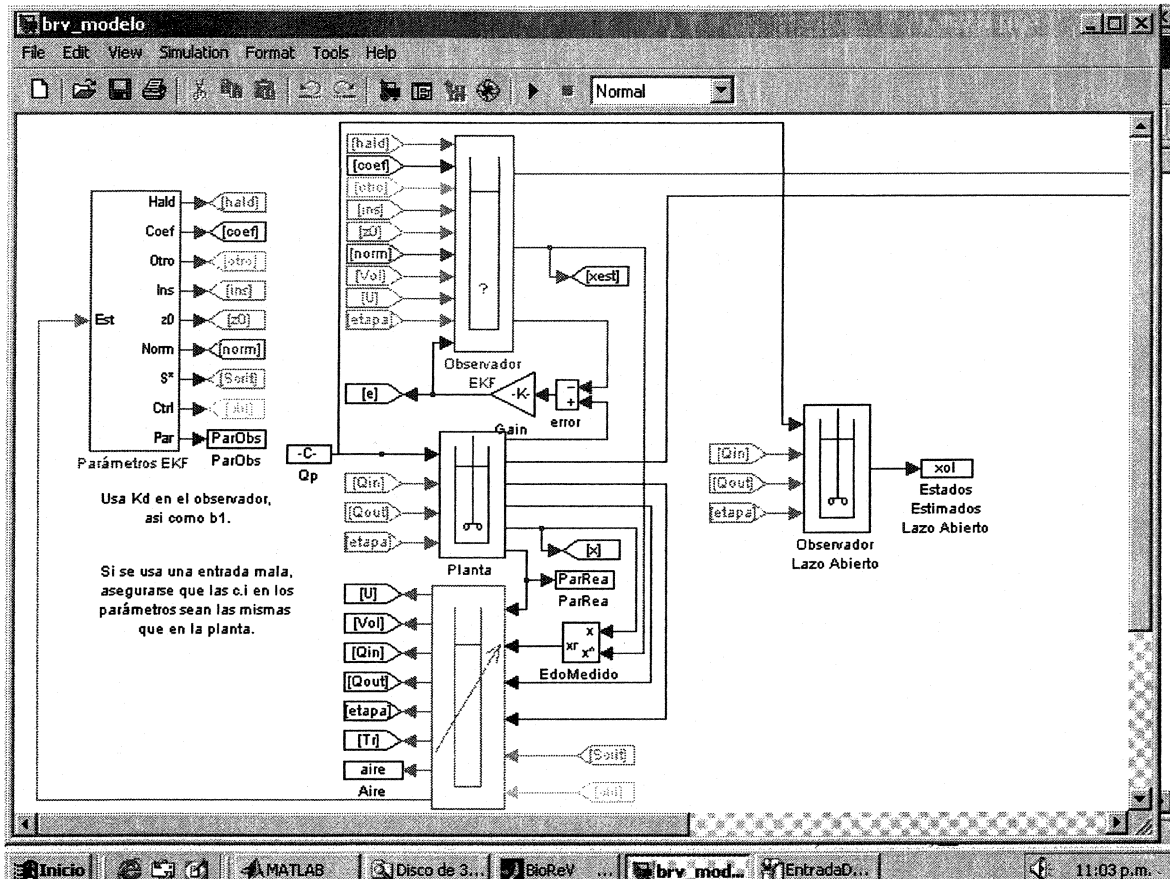 brv_modelo
File Edit View Simulation Format Tools Help
Normal
Hald
Coef
Otro
Ins
z0
Norm
S*
Ctrl
Par
Est
[hald]
[coef]
[otro]
[ins]
[z0]
[norm]
[Scrit]
ParObs
ParObs
Parámetros EKF
Usa Kd en el observador,
asi como b1.
Si se usa una entrada mala,
asegurarse que las c.i en los
parámetros sean las mismas
que en la planta.
[hald]
[coef]
[otro]
[ins]
[z0]
[norm]
[Vol]
[U]
[etapa]
?
Observador
EKF
[xest]
[e]
-K-
Gain
error
-C-
Qp
[Qin]
[Qout]
[etapa]
Planta
[x]
ParRea
ParRea
x
xr
x^
EdoMedido
[U]
[Vol]
[Qin]
[Qout]
[etapa]
[Tr]
aire
Aire
[Scrit]
[Qin]
[Qout]
[etapa]
Observador
Lazo Abierto
xol
Estados
Estimados
Lazo Abierto
Inicio
MATLAB
Disco de 3...
BioReV ...
brv_mod...
EntradaD...
11:03 p.m.